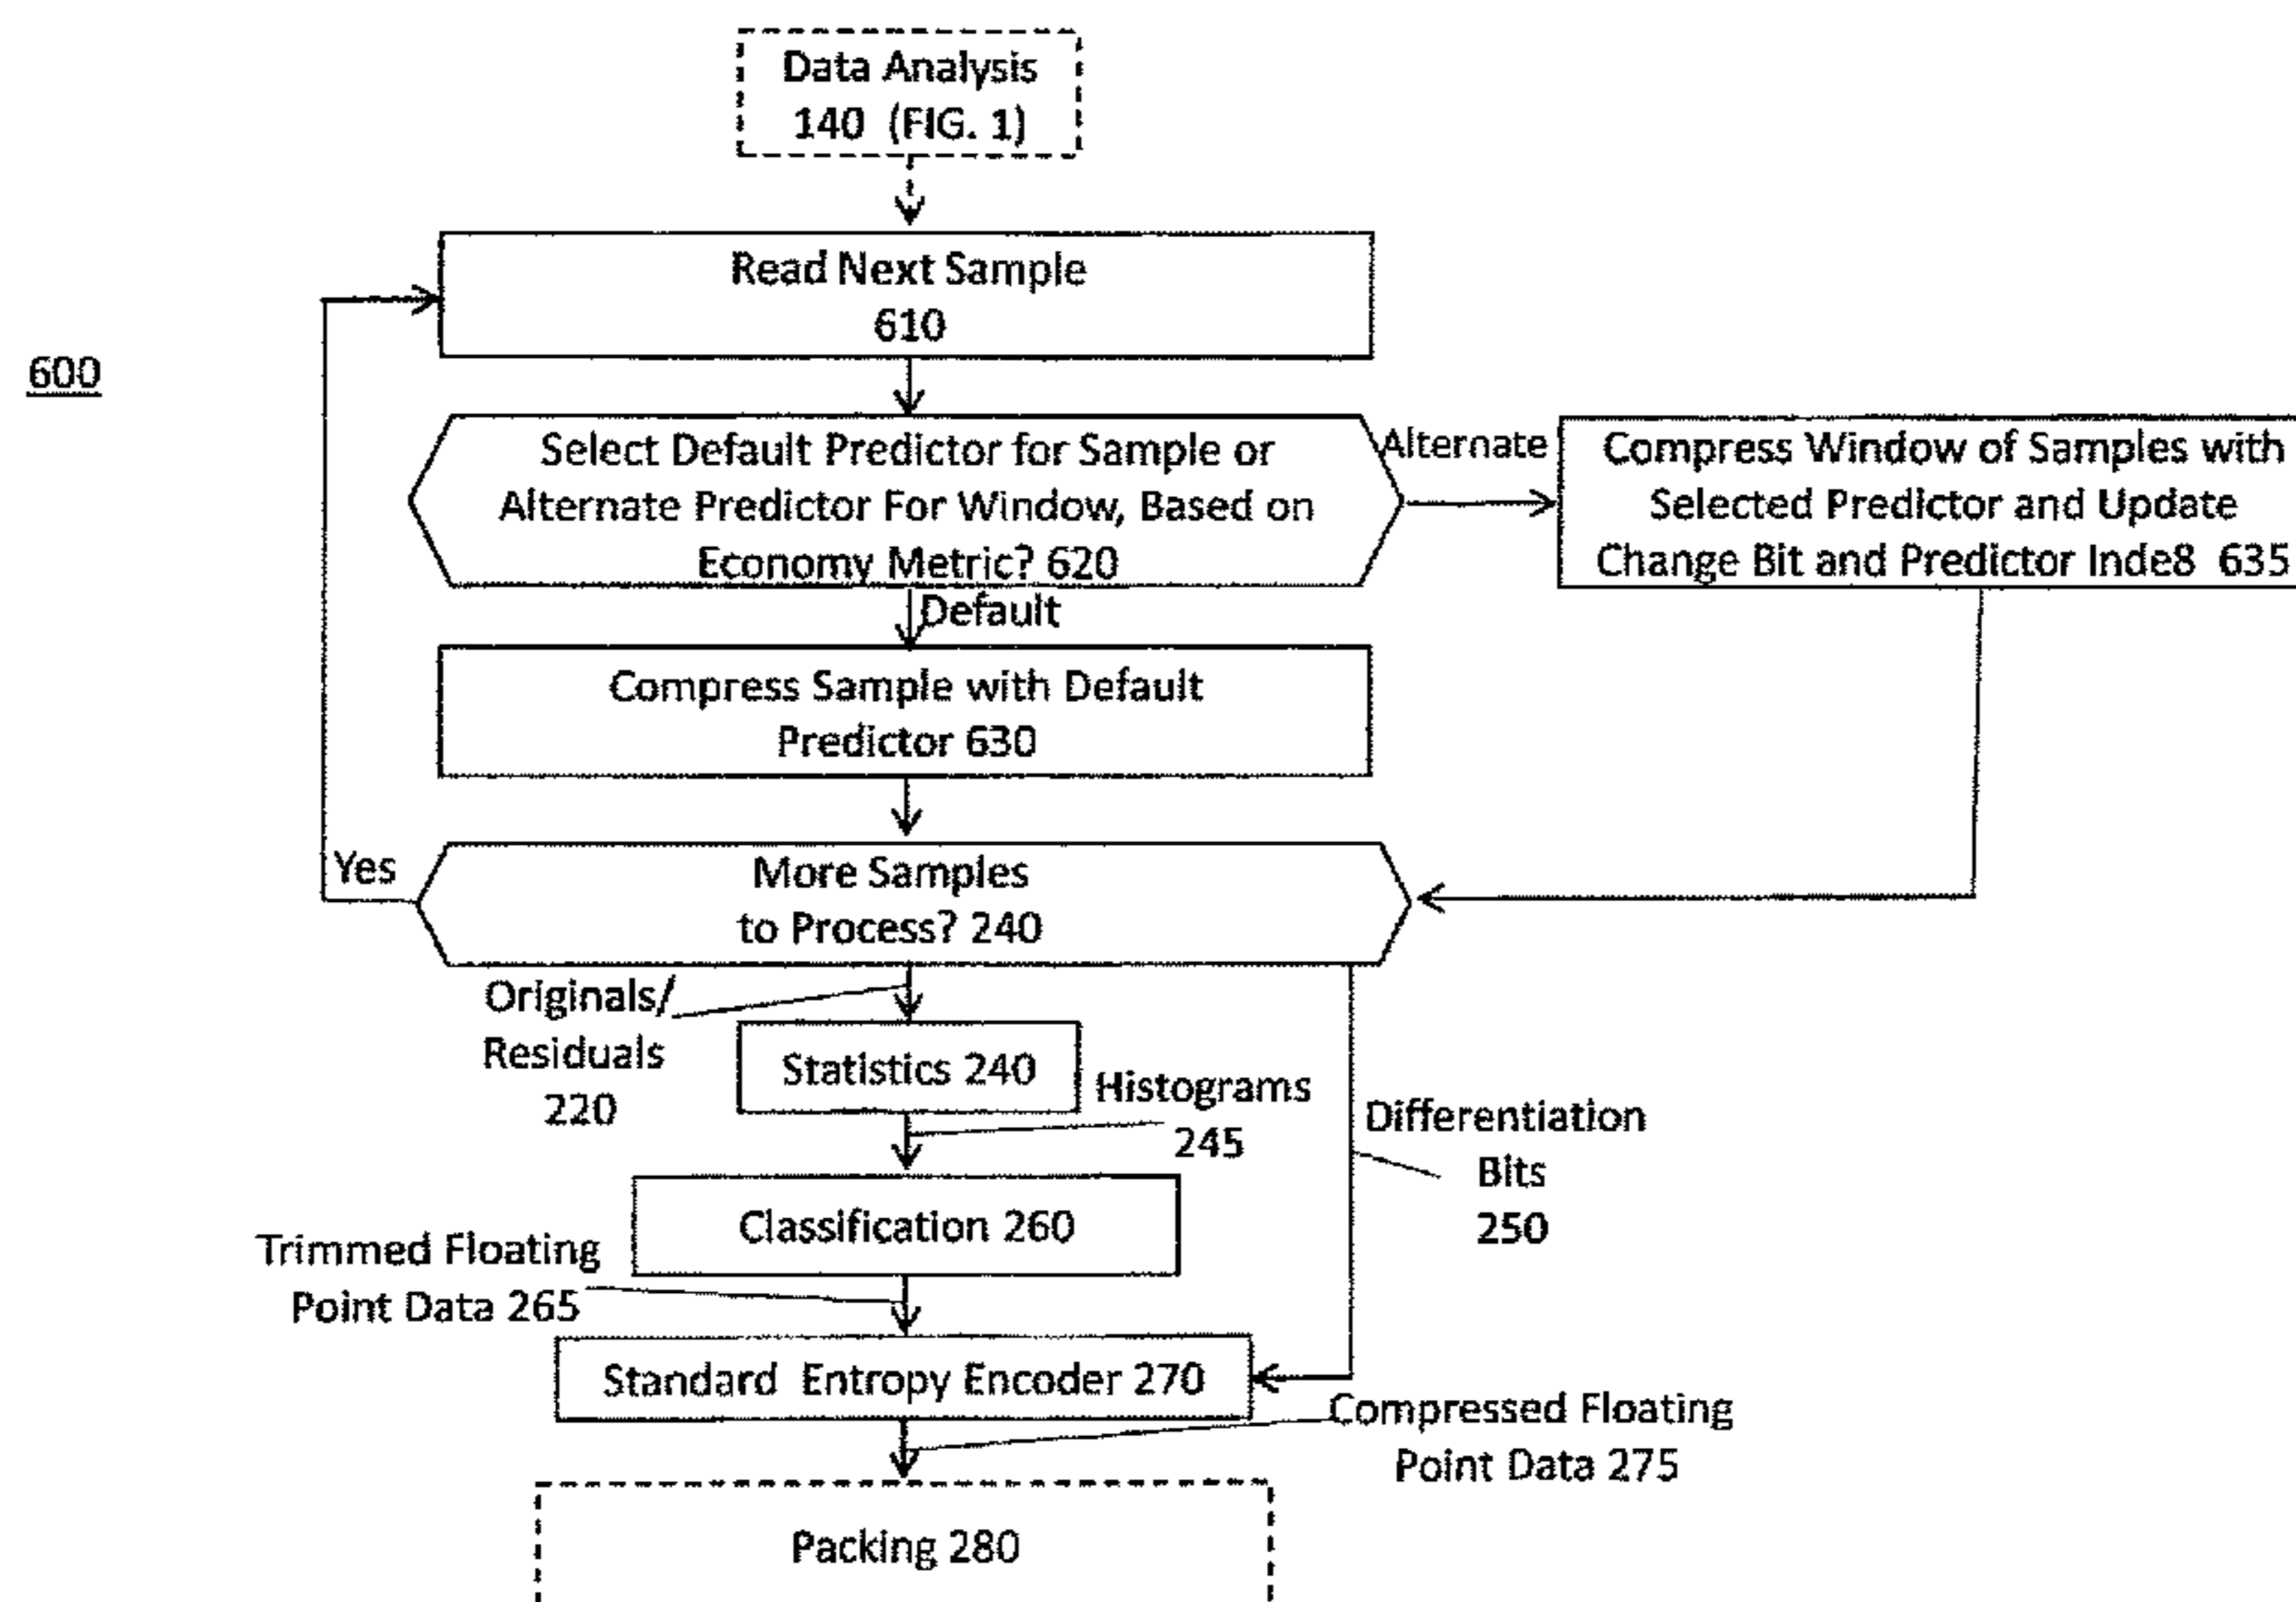 Data Analysis
140 (FIG. 1)
Read Next Sample
610
600
Select Default Predictor for Sample or
Alternate Predictor For Window, Based on
Economy Metric? 620
Alternate
Compress Window of Samples with
Selected Predictor and Update
Change Bit and Predictor Inde8 635
Default
Compress Sample with Default
Predictor 630
Yes
More Samples
to Process? 240
Originals/
Residuals
220
Statistics 240
Histograms
245
Differentiation
Bits
250
Classification 260
Trimmed Floating
Point Data 265
Standard Entropy Encoder 270
Compressed Floating
Point Data 275
Packing 280